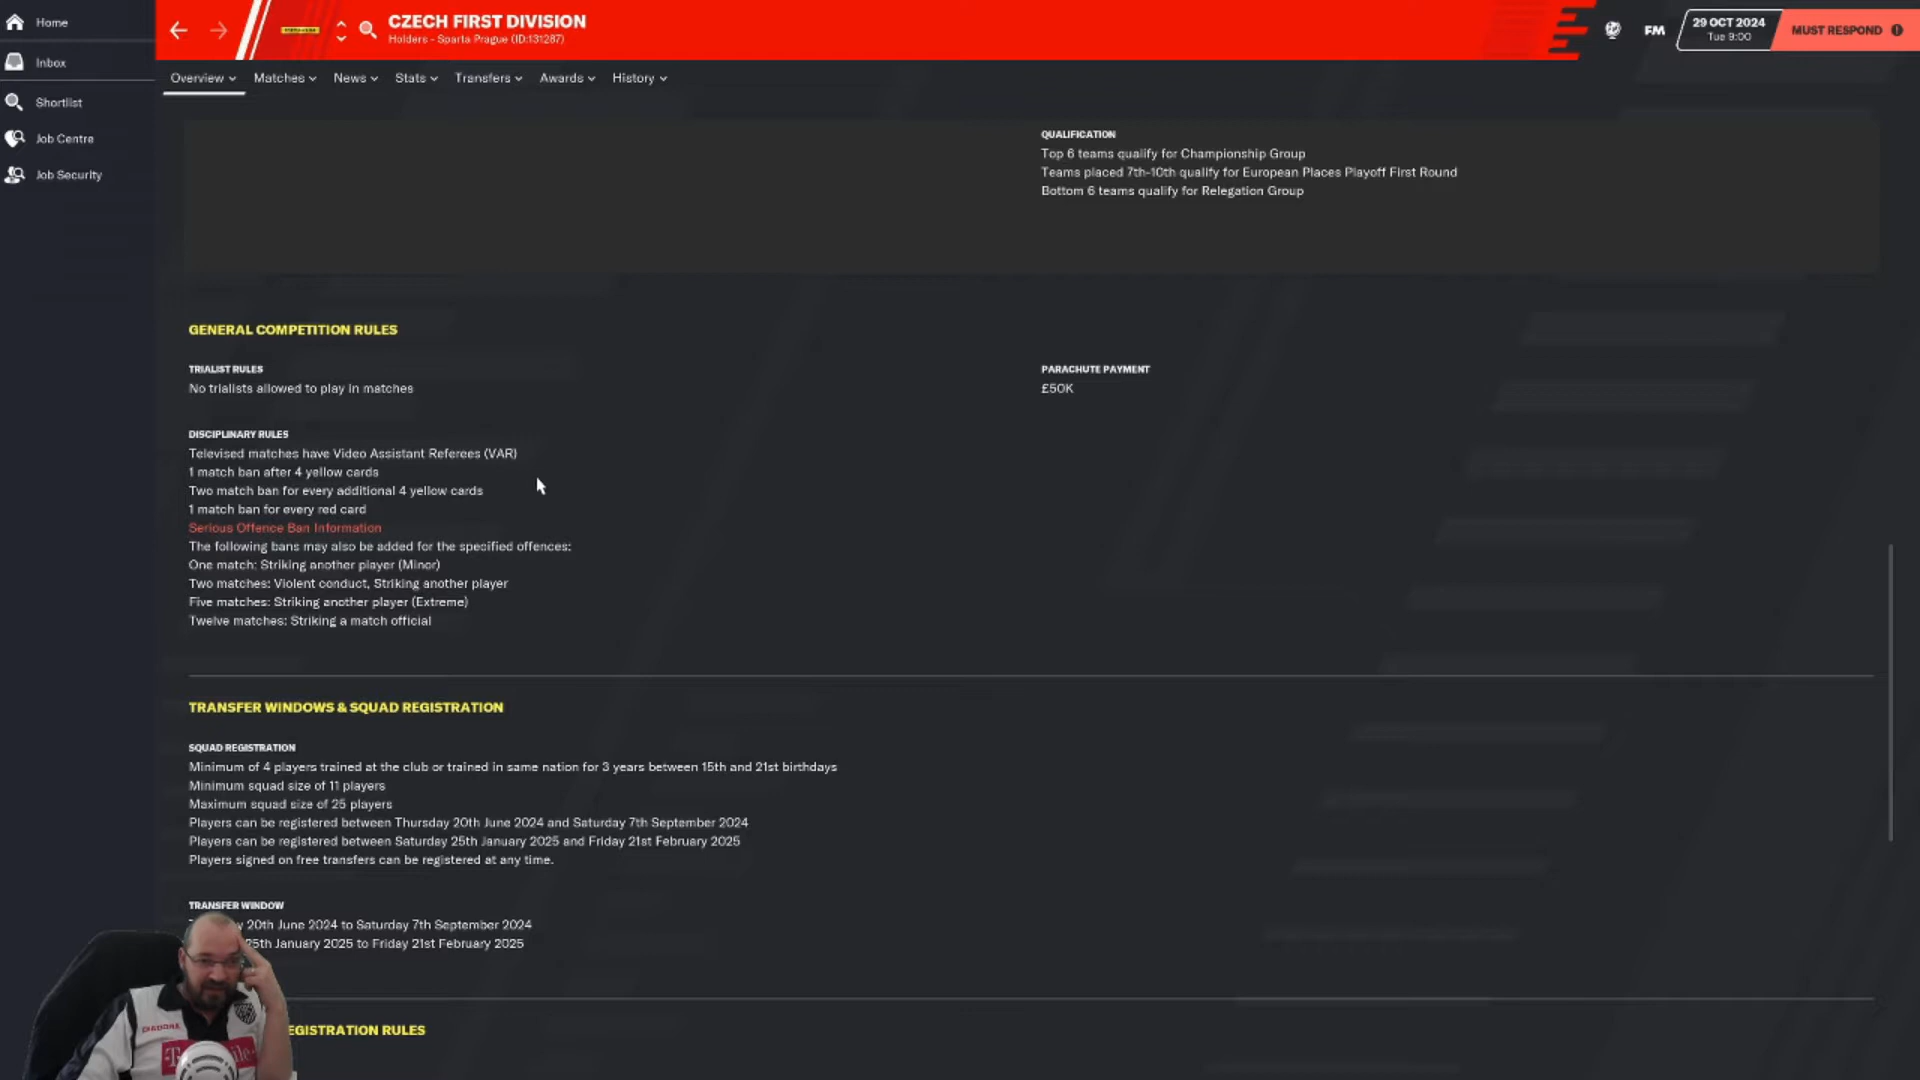 Home
Inbox
Shortlist
Job Centre
Job Security
CZECH FIRST DIVISION
Holders - Sparta Prague (ID:131287)
FM
29 OCT 2024
Tue 9:00
MUST RESPOND
Overview
Matches
News
Stats
Transfers
Awards
History
QUALIFICATION
Top 6 teams qualify for Championship Group
Teams placed 7th-10th qualify for European Places Playoff First Round
Bottom 6 teams qualify for Relegation Group
GENERAL COMPETITION RULES
TRIALIST RULES
No trialists allowed to play in matches
PARACHUTE PAYMENT
£50K
DISCIPLINARY RULES
Televised matches have Video Assistant Referees (VAR)
1 match ban after 4 yellow cards
Two match ban for every additional 4 yellow cards
1 match ban for every red card
Serious Offence Ban Information
The following bans may also be added for the specified offences:
One match: Striking another player (Minor)
Two matches: Violent conduct, Striking another player
Five matches: Striking another player (Extreme)
Twelve matches: Striking a match official
TRANSFER WINDOWS & SQUAD REGISTRATION
SQUAD REGISTRATION
Minimum of 4 players trained at the club or trained in same nation for 3 years between 15th and 21st birthdays
Minimum squad size of 11 players
Maximum squad size of 25 players
Players can be registered between Thursday 20th June 2024 and Saturday 7th September 2024
Players can be registered between Saturday 25th January 2025 and Friday 21st February 2025
Players signed on free transfers can be registered at any time.
TRANSFER WINDOW
20th June 2024 to Saturday 7th September 2024
25th January 2025 to Friday 21st February 2025
EGISTRATION RULES
DIADORA